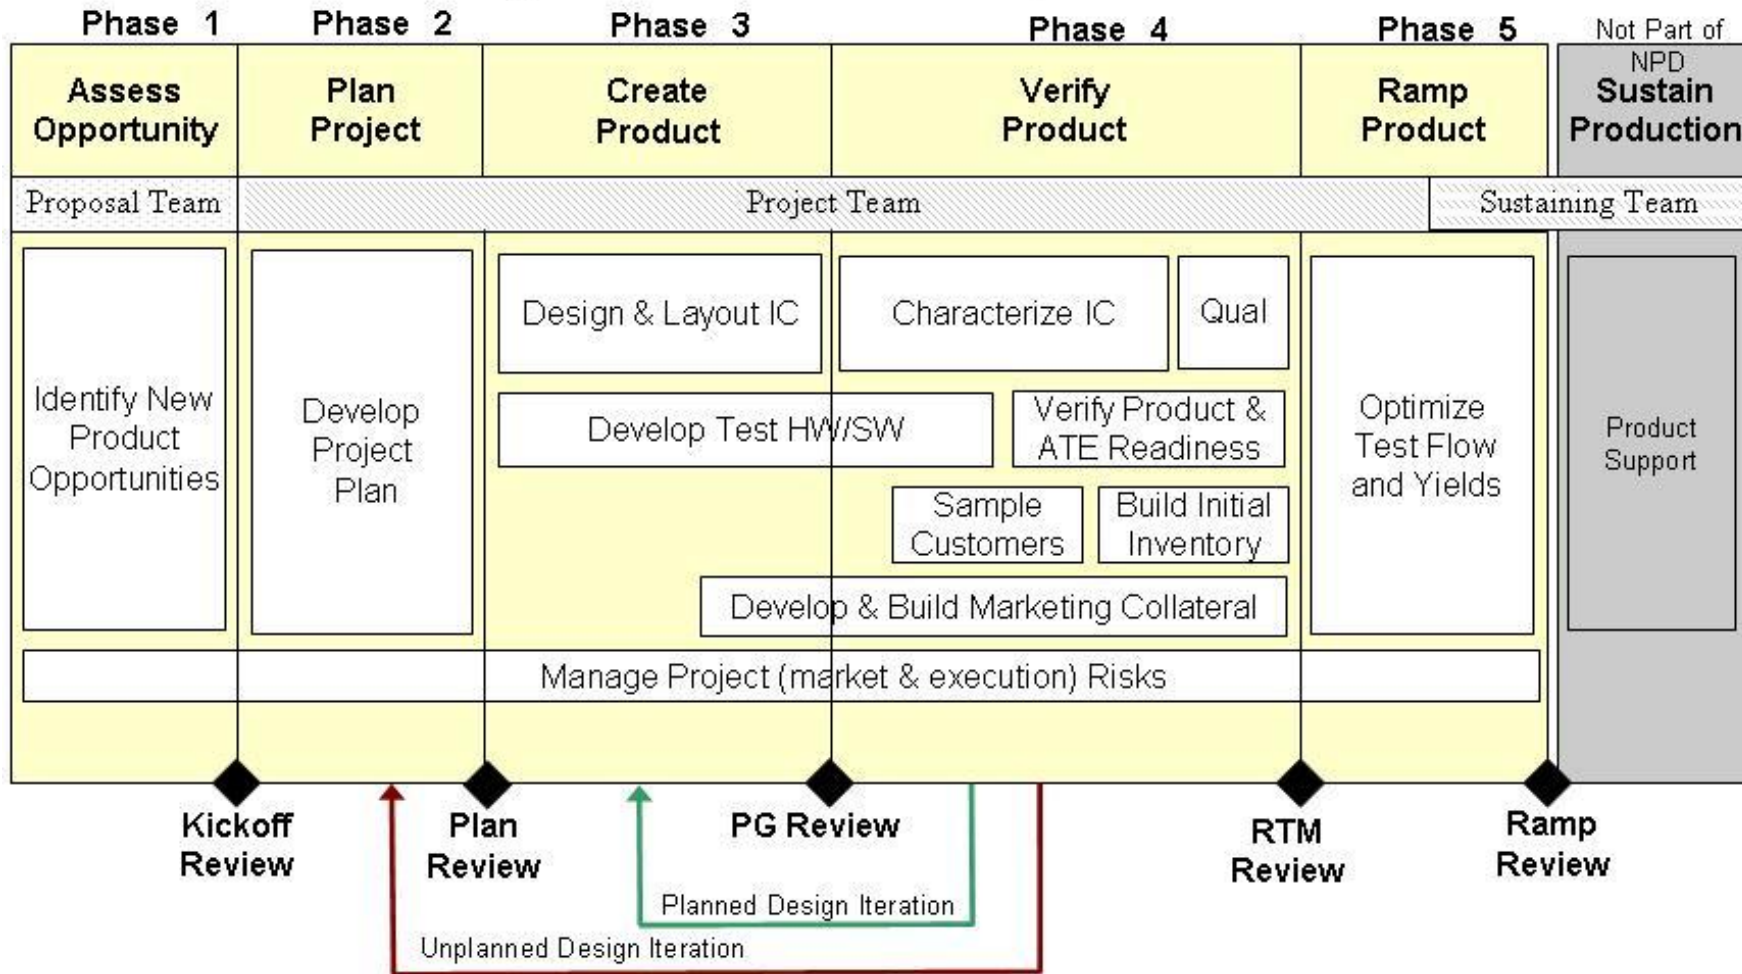 Phase 1
Phase 2
Phase 3
Phase 4
Phase 5
Not Part of
NPD
Assess
Opportunity
Plan
Project
Create
Product
Verify
Product
Ramp
Product
Sustain
Production
Proposal Team
Project Team
Sustaining Team
Identify New
Product
Opportunities
Develop
Project
Plan
Design & Layout IC
Characterize IC
Qual
Develop Test HW/SW
Verify Product &
ATE Readiness
Sample
Customers
Build Initial
Inventory
Develop & Build Marketing Collateral
Optimize
Test Flow
and Yields
Product
Support
Manage Project (market & execution) Risks
Kickoff
Review
Plan
Review
PG Review
RTM
Review
Ramp
Review
Planned Design Iteration
Unplanned Design Iteration